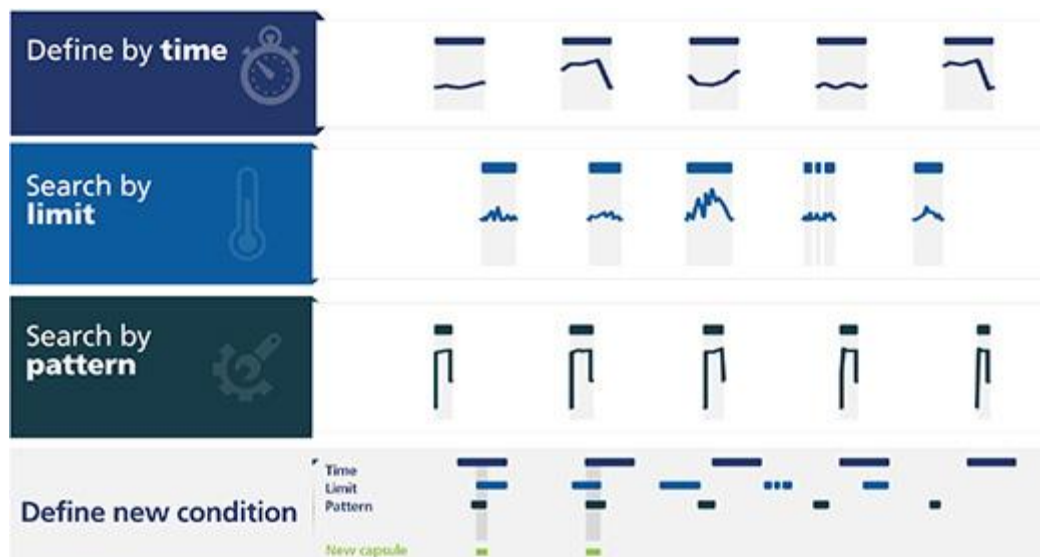 Define by time
Search by
limit
Search by
pattern
Define new condition
Time
Limit
Pattern
New capsule